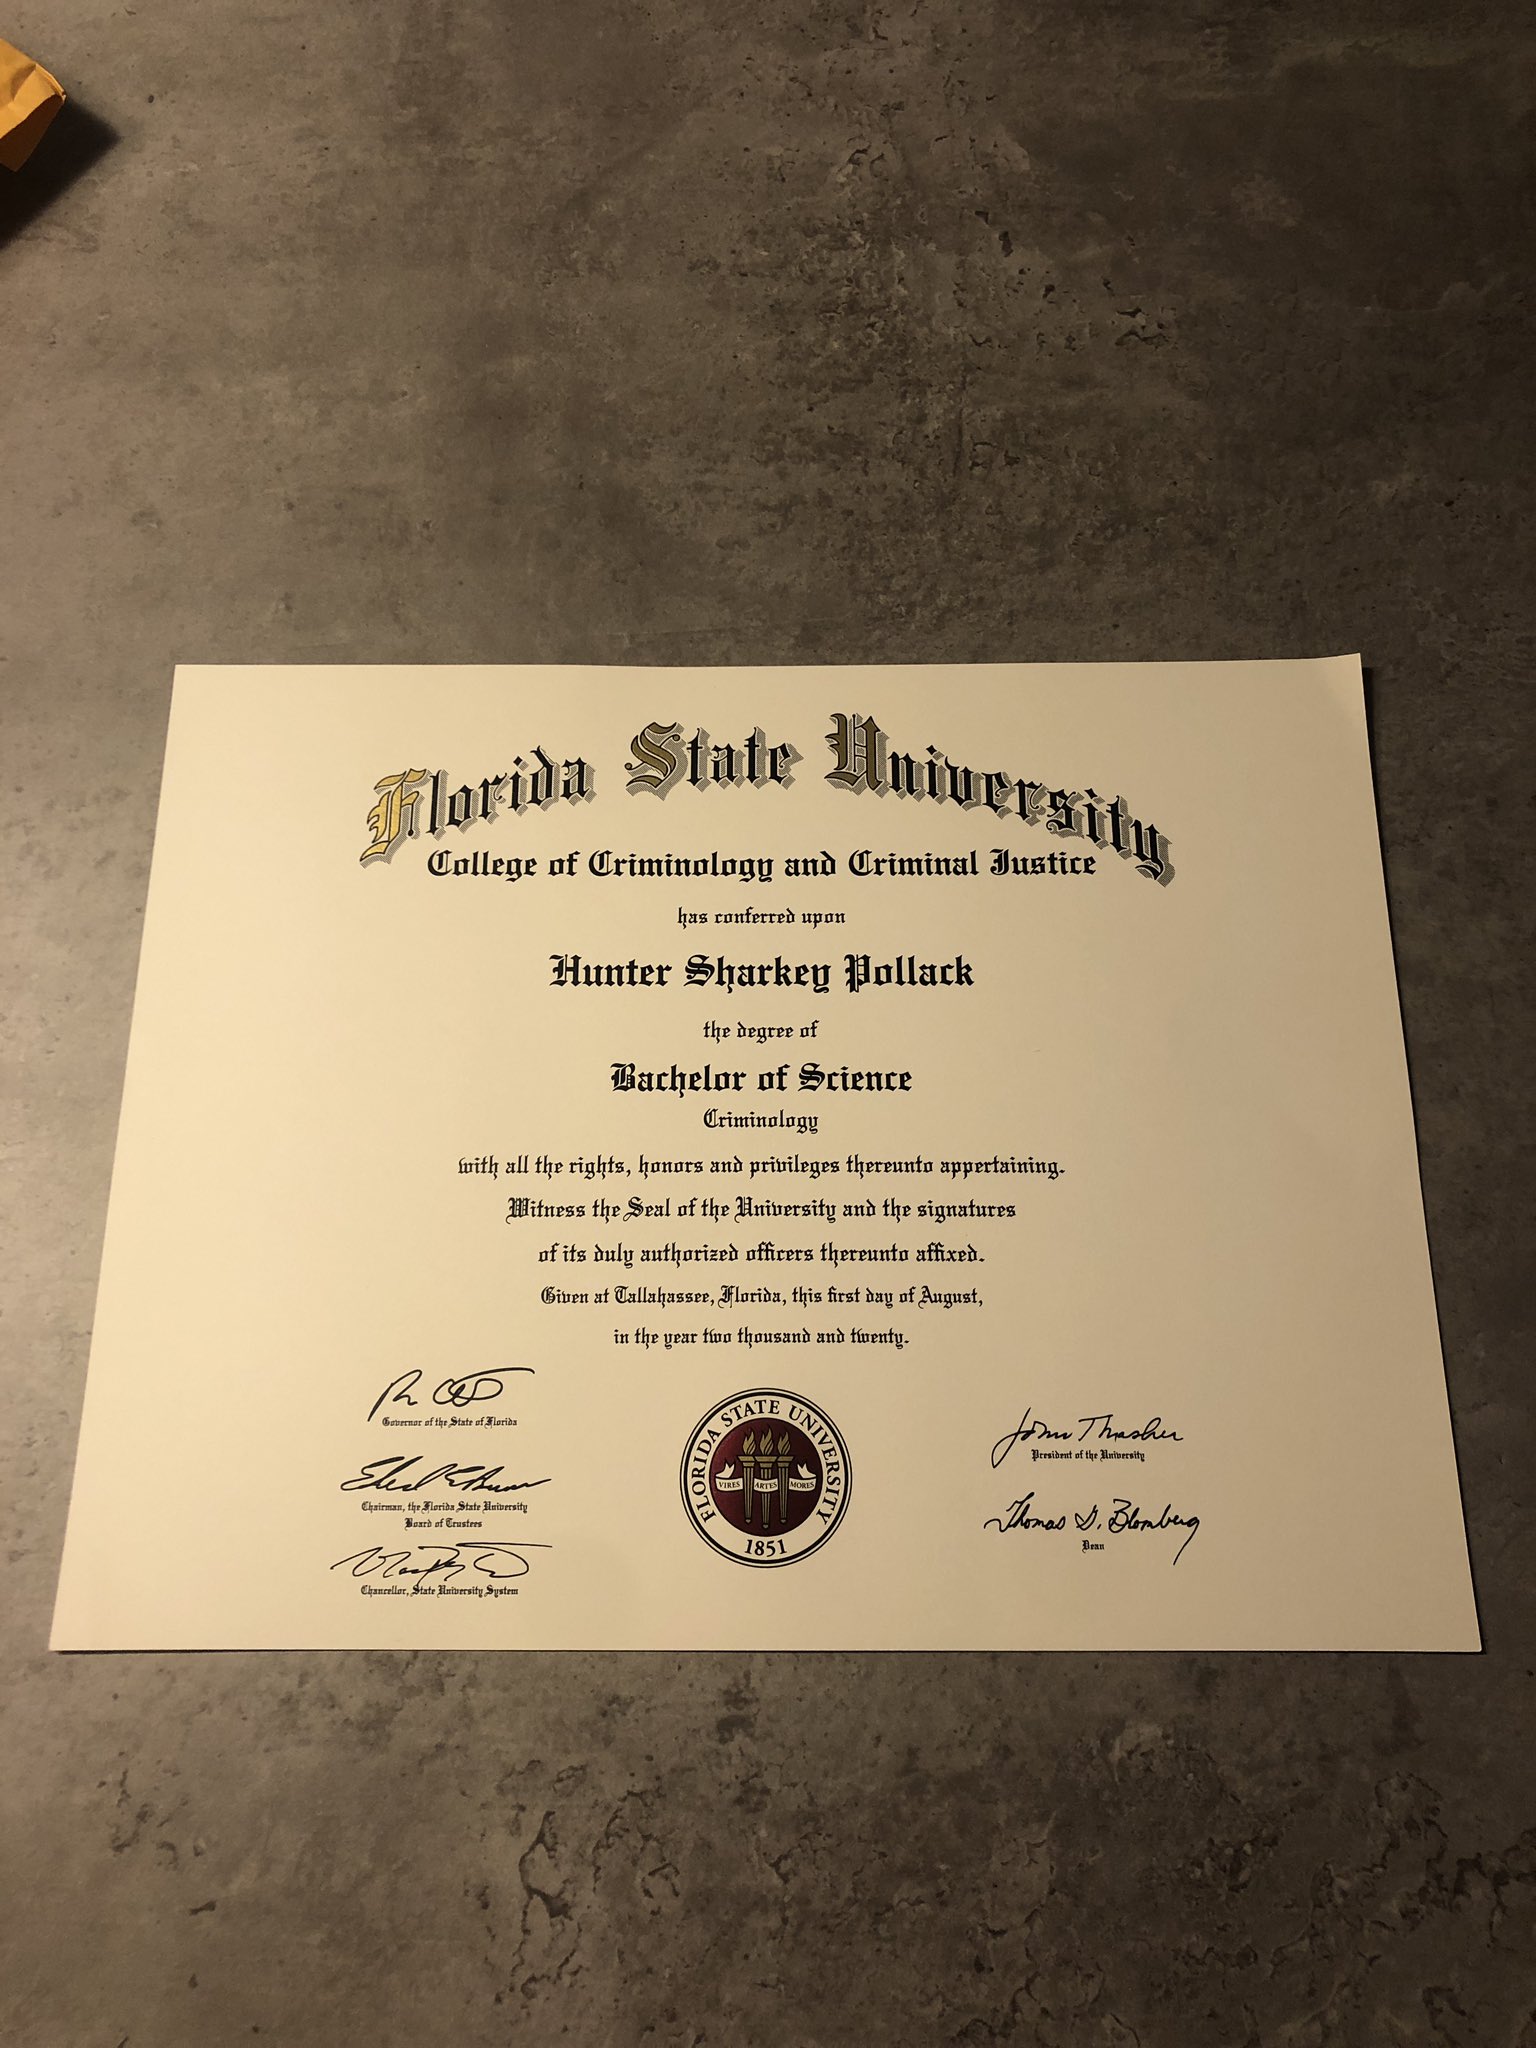 Florida State University
College of Criminology and Criminal Justice
has conferred upon
Hunter Sharkey Pollack
the degree of
Bachelor of Science
Criminology
with all the rights, honors and privileges thereunto appertaining.
Witness the Seal of the University and the signatures
of its duly authorized officers thereunto affixed.
Given at Tallahassee, Florida, this first day of August,
in the year two thousand and twenty.
Governor of the State of Florida
Chairman, the Florida State University
Board of Trustees
Chancellor, State University System
FLORIDA STATE UNIVERSITY
VIRES ARTES MORES
1851
John Thrasher
President of the University
Thomas G. Blomberg
Dean